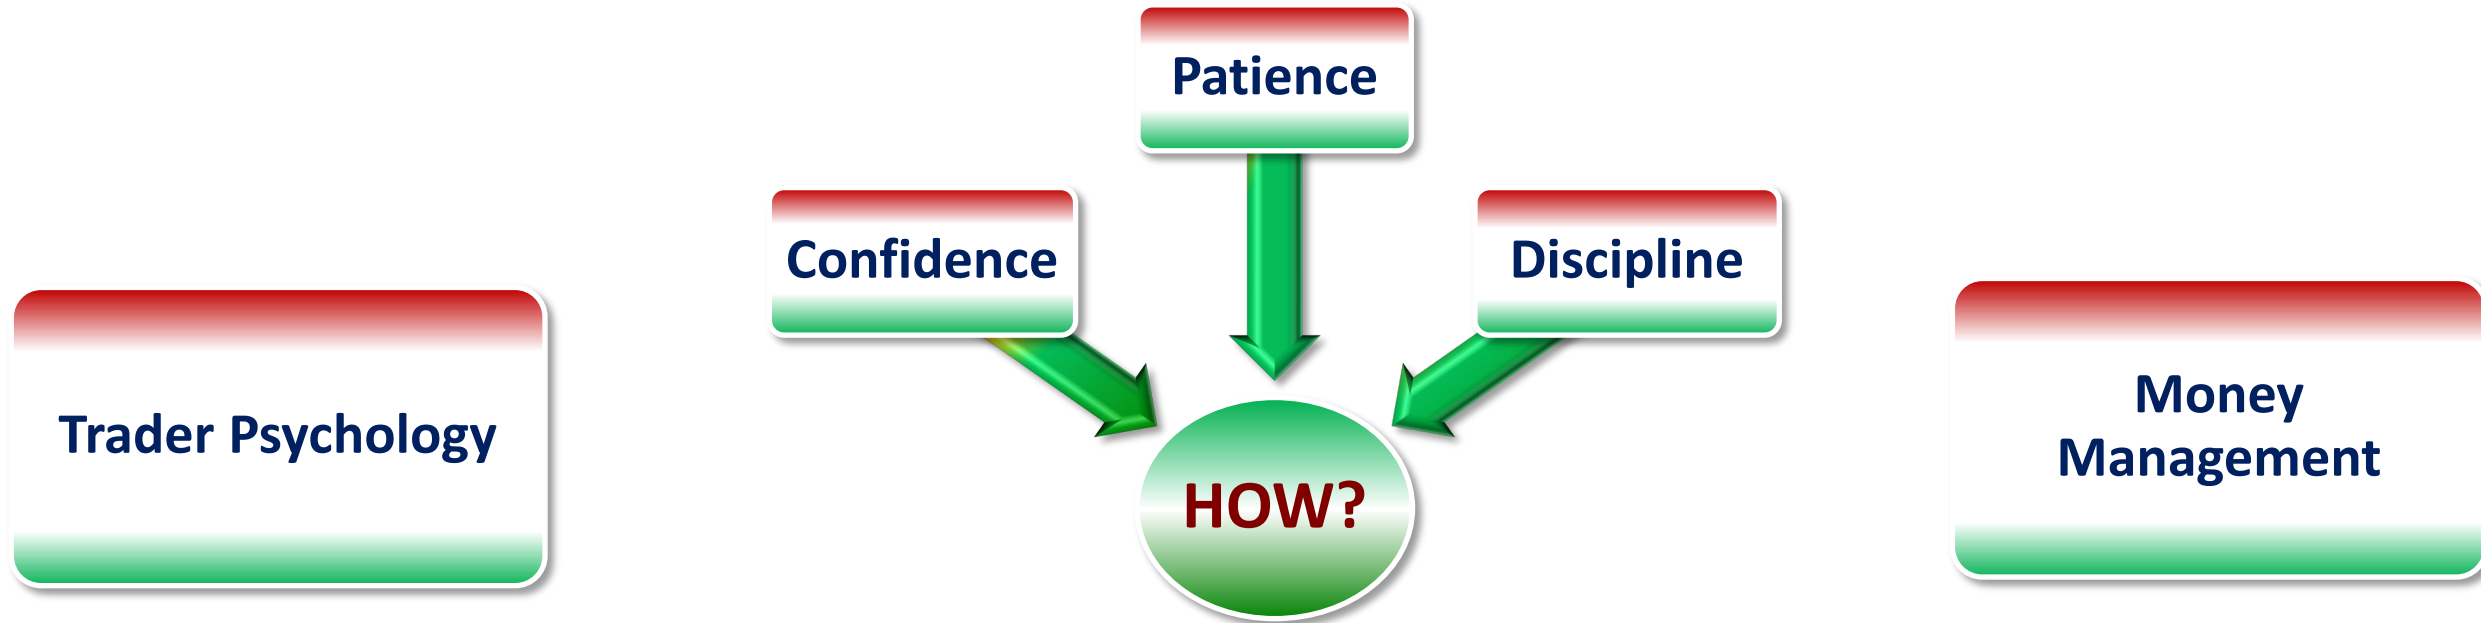 Patience
Confidence
Discipline
Trader Psychology
HOW?
Money
Management